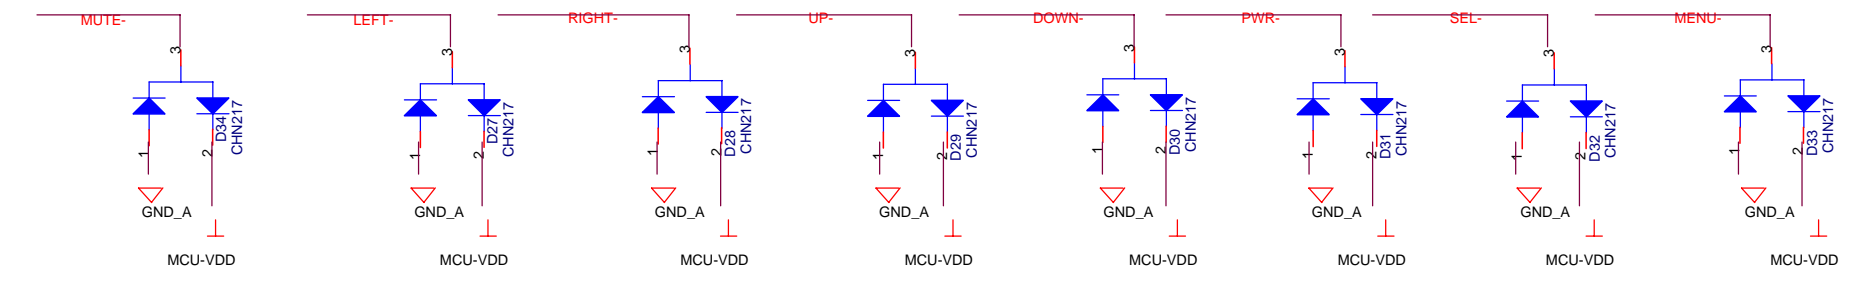 MUTE- LEFT- RIGHT- UP- DOWN- PWR- SEL- MENU-
3 3 3 3 3 3 3 3
1 2 D34 CHN217 1 2 D27 CHN217 1 2 D28 CHN217 1 2 D29 CHN217 1 2 D30 CHN217 1 2 D31 CHN217 1 2 D32 CHN217 1 2 D33 CHN217
GND_A GND_A GND_A GND_A GND_A GND_A GND_A GND_A
MCU-VDD MCU-VDD MCU-VDD MCU-VDD MCU-VDD MCU-VDD MCU-VDD MCU-VDD